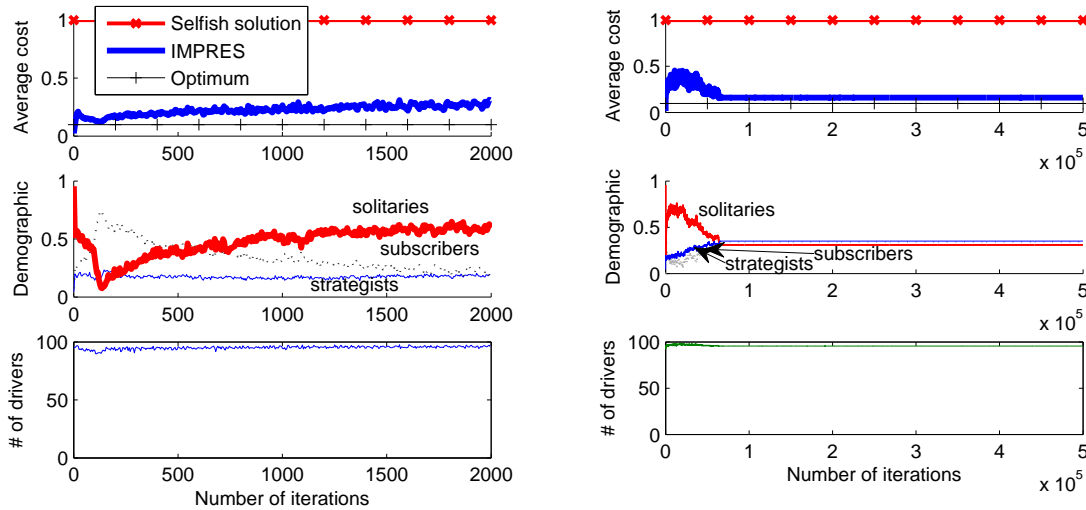 Selfish solution
IMPRES
Optimum
Average cost
1
0.5
0
0 500 1000 1500 2000
Demographic
1
0.5
0
solitaries
subscribers
strategists
0 500 1000 1500 2000
# of drivers
100
50
0
0 500 1000 1500 2000
Number of iterations
Average cost
1
0.5
0
0 1 2 3 4 5
x 10^5
Demographic
1
0.5
0
solitaries
subscribers
strategists
0 1 2 3 4 5
x 10^5
# of drivers
100
50
0
0 1 2 3 4 5
Number of iterations
x 10^5